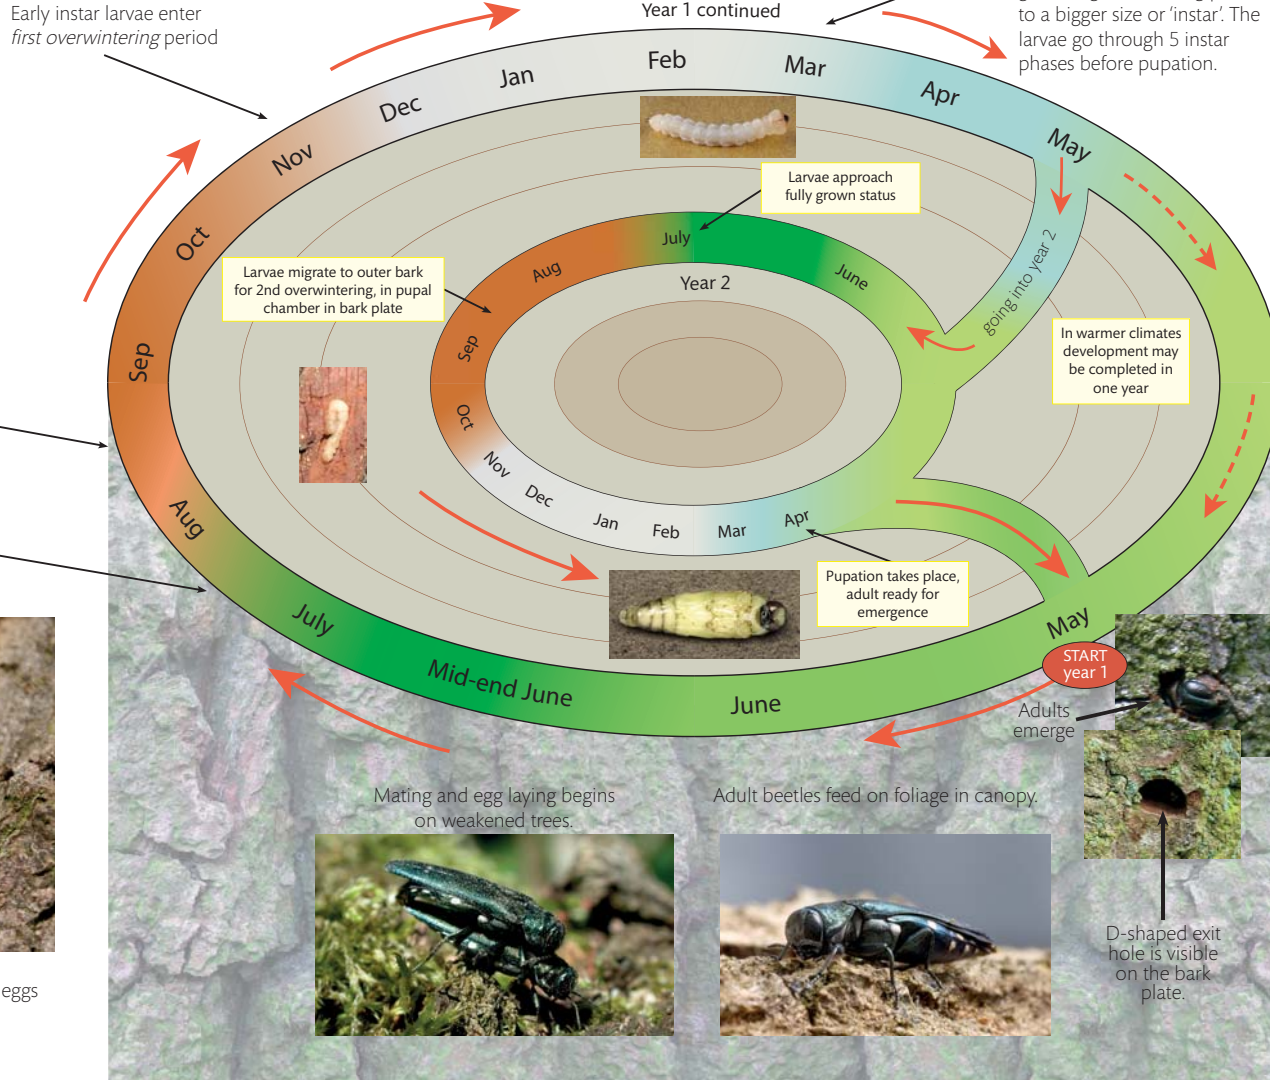 Early instar larvae enter
first overwintering period
Year 1 continued
to a bigger size or ‘instar’. The
larvae go through 5 instar
phases before pupation.
Jan
Feb
Mar
Apr
May
Dec
Nov
Oct
Sep
Aug
July
Mid-end June
June
May
START
year 1
going into year 2
Larvae approach
fully grown status
Larvae migrate to outer bark
for 2nd overwintering, in pupal
chamber in bark plate
In warmer climates
development may
be completed in
one year
Year 2
June
July
Aug
Sep
Oct
Nov
Dec
Jan
Feb
Mar
Apr
Pupation takes place,
adult ready for
emergence
Adults
emerge
Mating and egg laying begins
on weakened trees.
Adult beetles feed on foliage in canopy.
D-shaped exit
hole is visible
on the bark
plate.
eggs